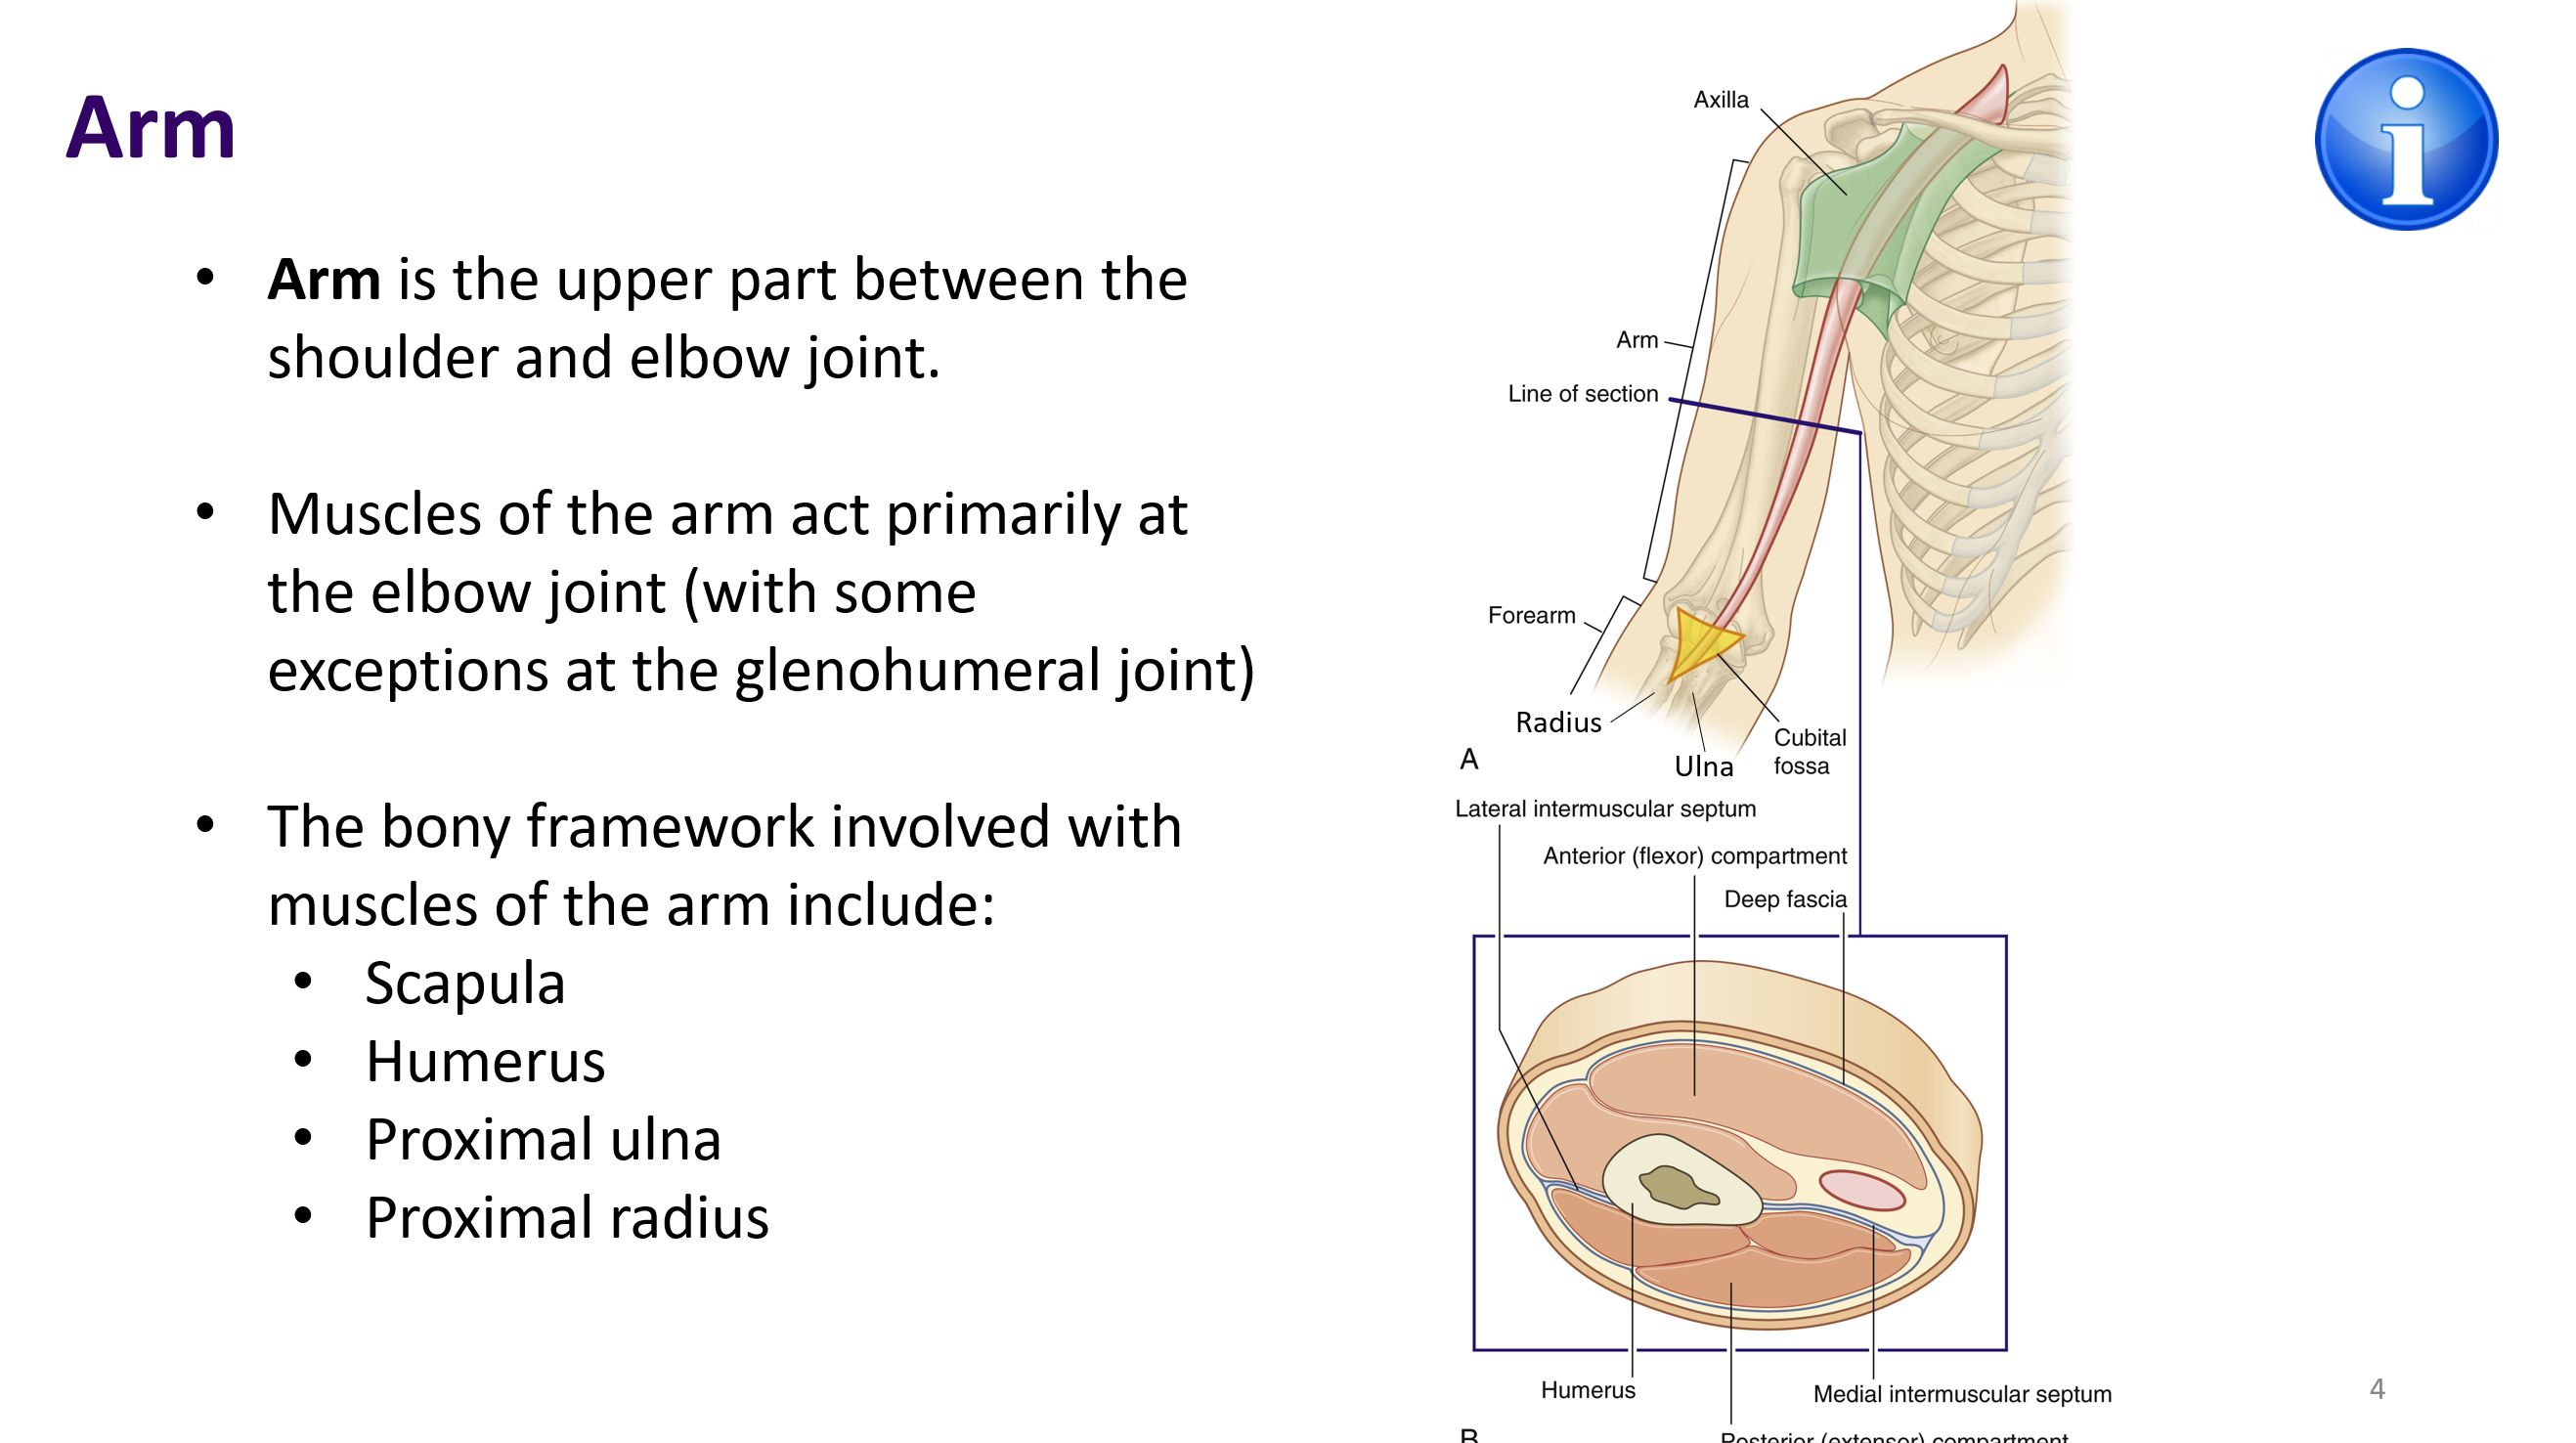 Arm
• Arm is the upper part between the
shoulder and elbow joint.
• Muscles of the arm act primarily at
the elbow joint (with some
exceptions at the glenohumeral joint)
• The bony framework involved with
muscles of the arm include:
• Scapula
• Humerus
• Proximal ulna
• Proximal radius
Axilla
Arm
Line of section
Forearm
Radius
Ulna
Cubital
fossa
A
Lateral intermuscular septum
Anterior (flexor) compartment
Deep fascia
Humerus
Medial intermuscular septum
Posterior (extensor) compartment
B
i
4